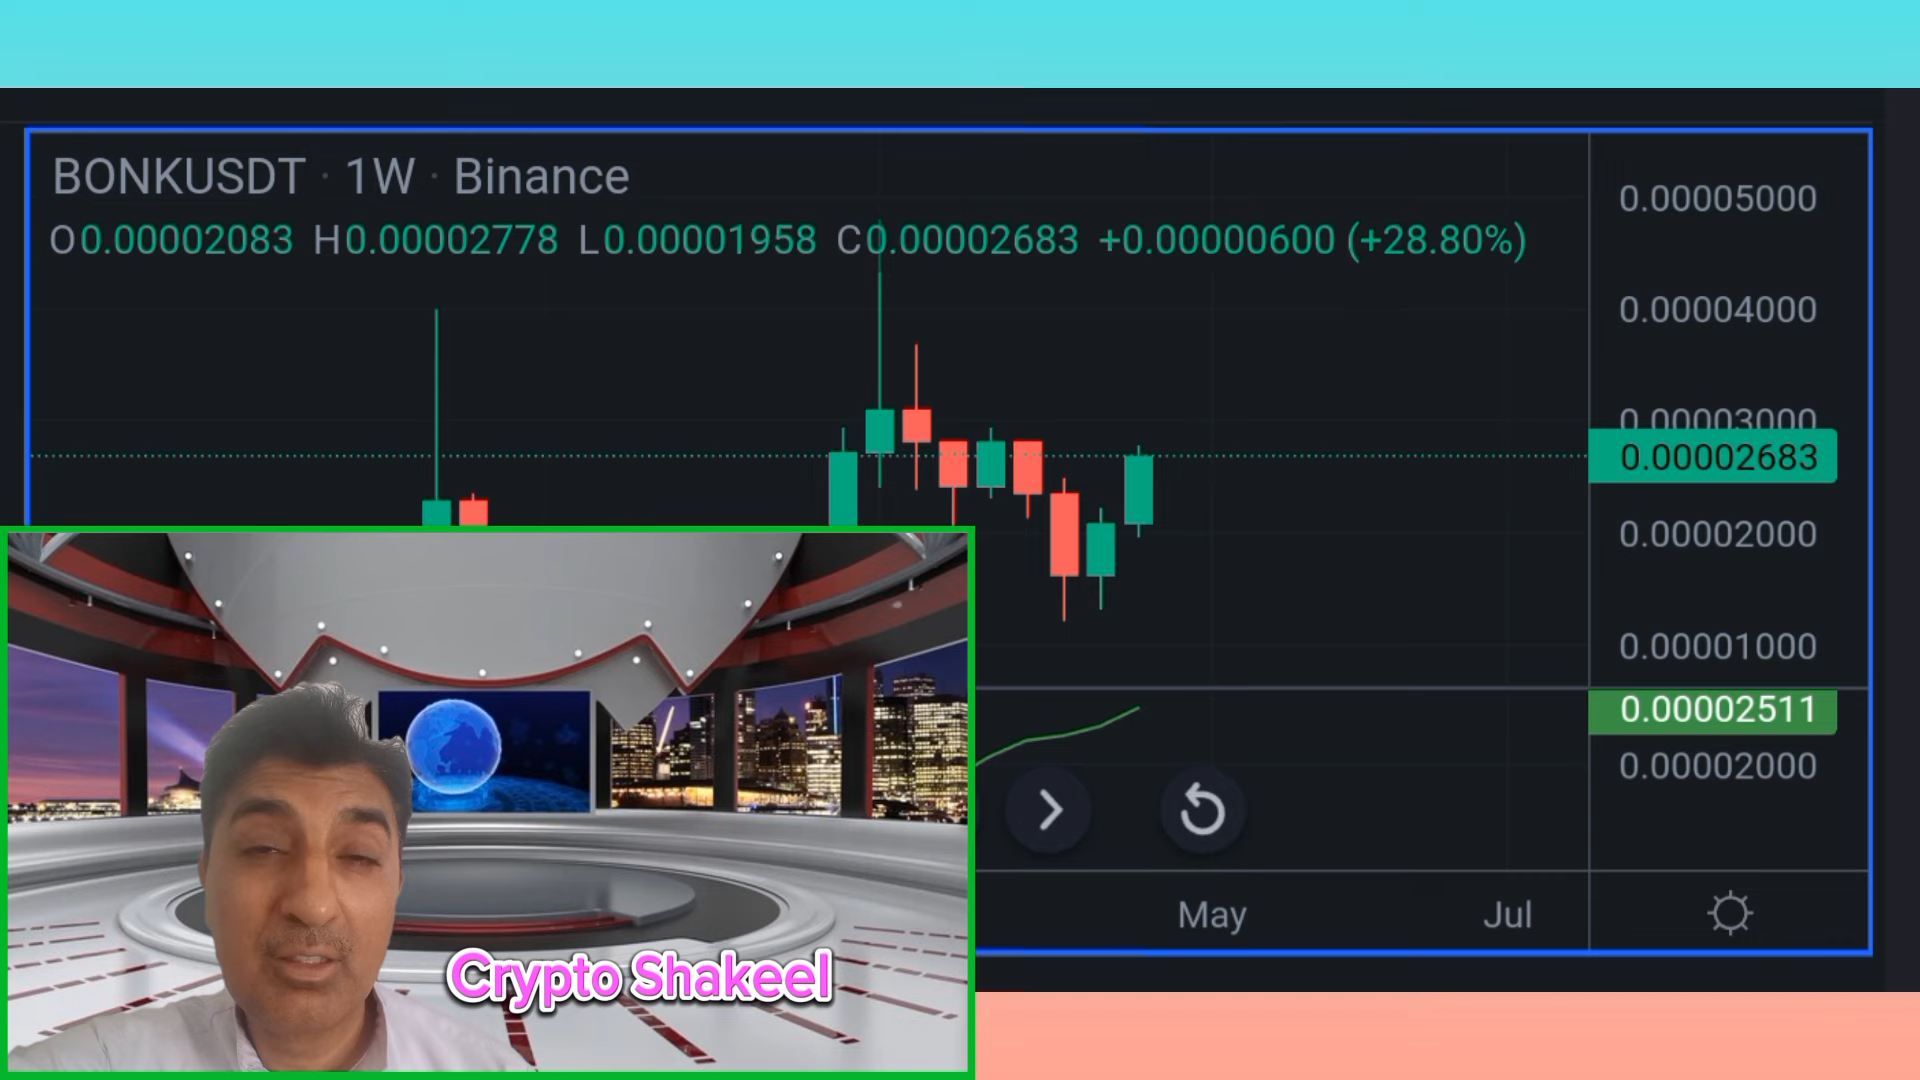 BONKUSDT · 1W · Binance
O0.00002083 H0.00002778 L0.00001958 C0.00002683 +0.00000600 (+28.80%)
0.00005000
0.00004000
0.00003000
0.00002683
0.00002000
0.00001000
0.00002511
0.00002000
May Jul
Crypto Shakeel